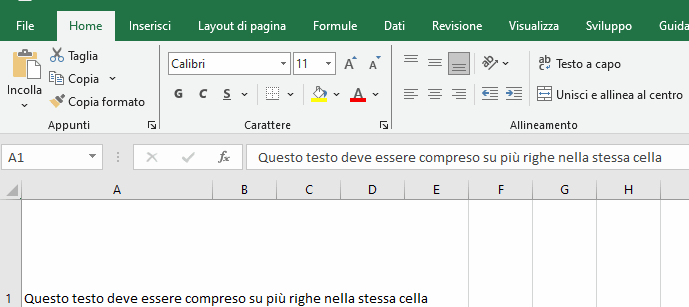 File Home Inserisci Layout di pagina Formule Dati Revisione Visualizza Sviluppo Guida
Incolla
Taglia
Copia
Copia formato
Appunti
Calibri 11 A A
G C S A
Carattere
ab c Testo a capo
Unisci e allinea al centro
Allineamento
A1 fx Questo testo deve essere compreso su più righe nella stessa cella
A B C D E F G H
1 Questo testo deve essere compreso su più righe nella stessa cella